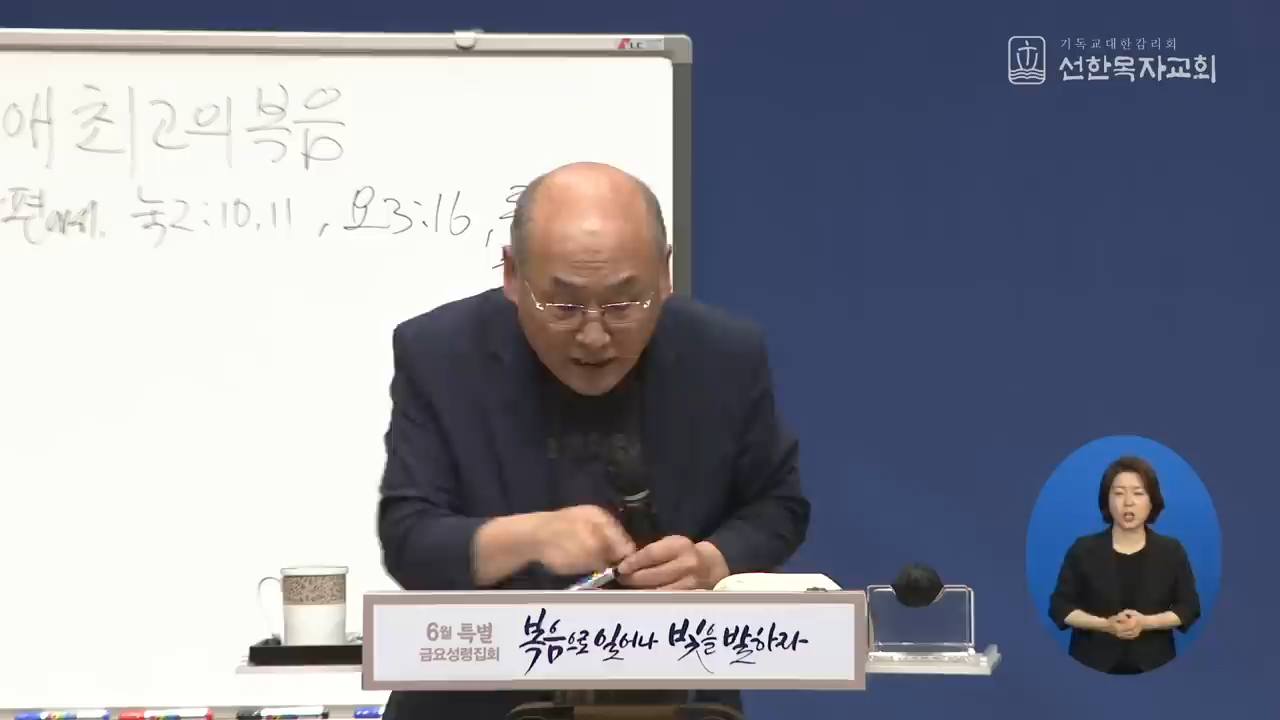 기독교대한감리회
선한목자교회
애 최고의 복음
편에서. 눅2:10.11, 요3:16,
6월 특별
금요성령집회
복음으로 일어나 빛을 발하라